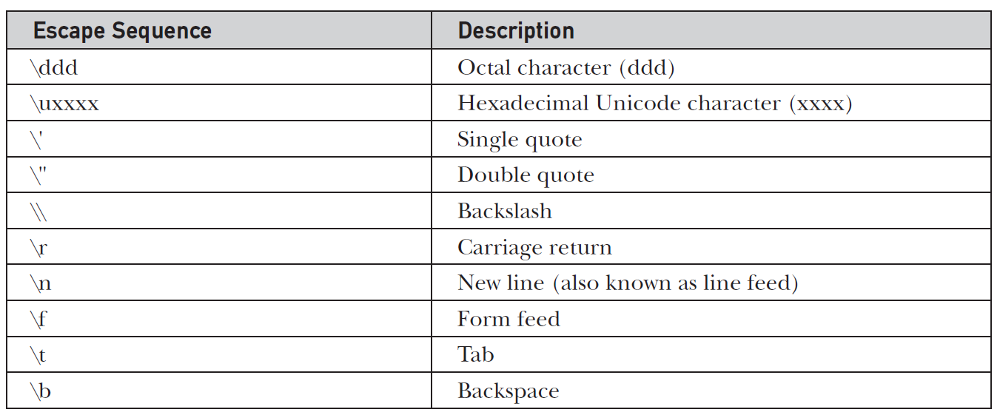 Escape Sequence Description
\ddd Octal character (ddd)
\uxxxx Hexadecimal Unicode character (xxxx)
\' Single quote
\" Double quote
\\ Backslash
\r Carriage return
\n New line (also known as line feed)
\f Form feed
\t Tab
\b Backspace